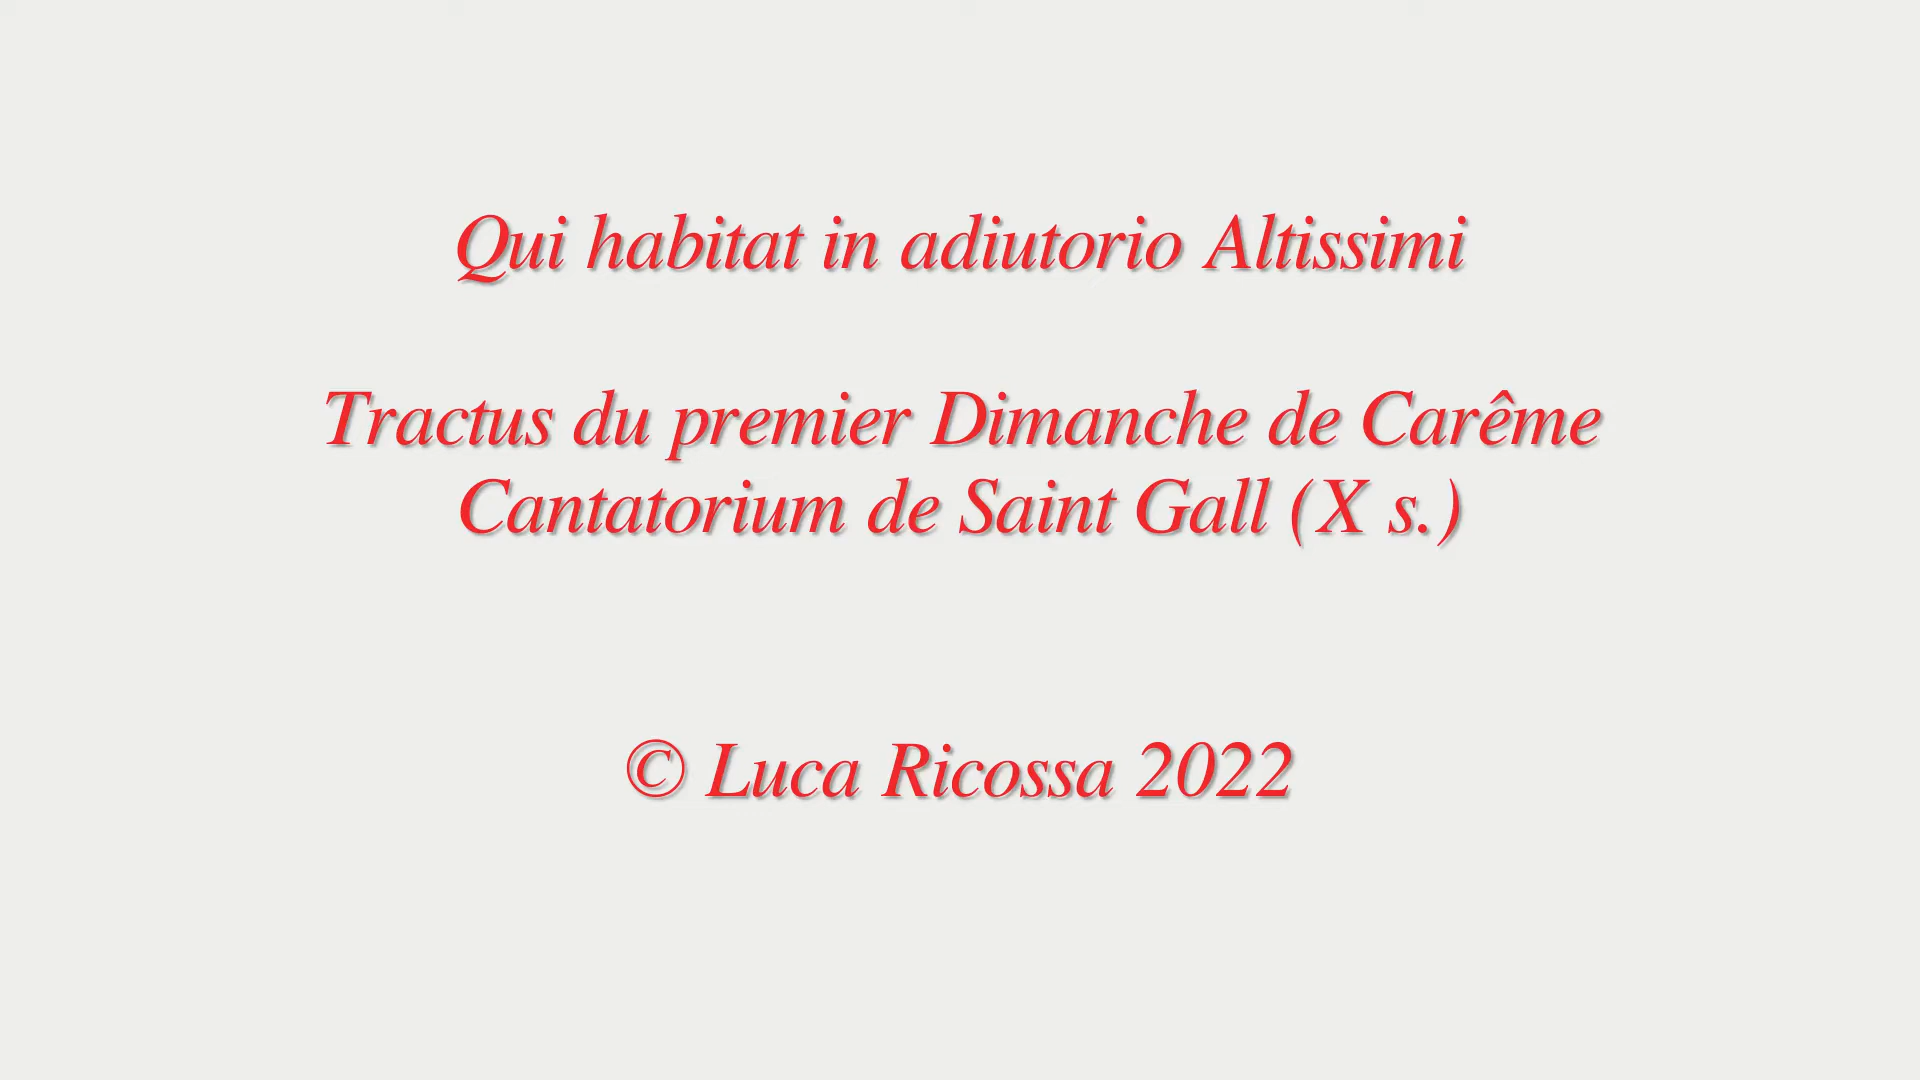 Qui habitat in adiutorio Altissimi
Tractus du premier Dimanche de Carême
Cantatorium de Saint Gall (X s.)
© Luca Ricossa 2022